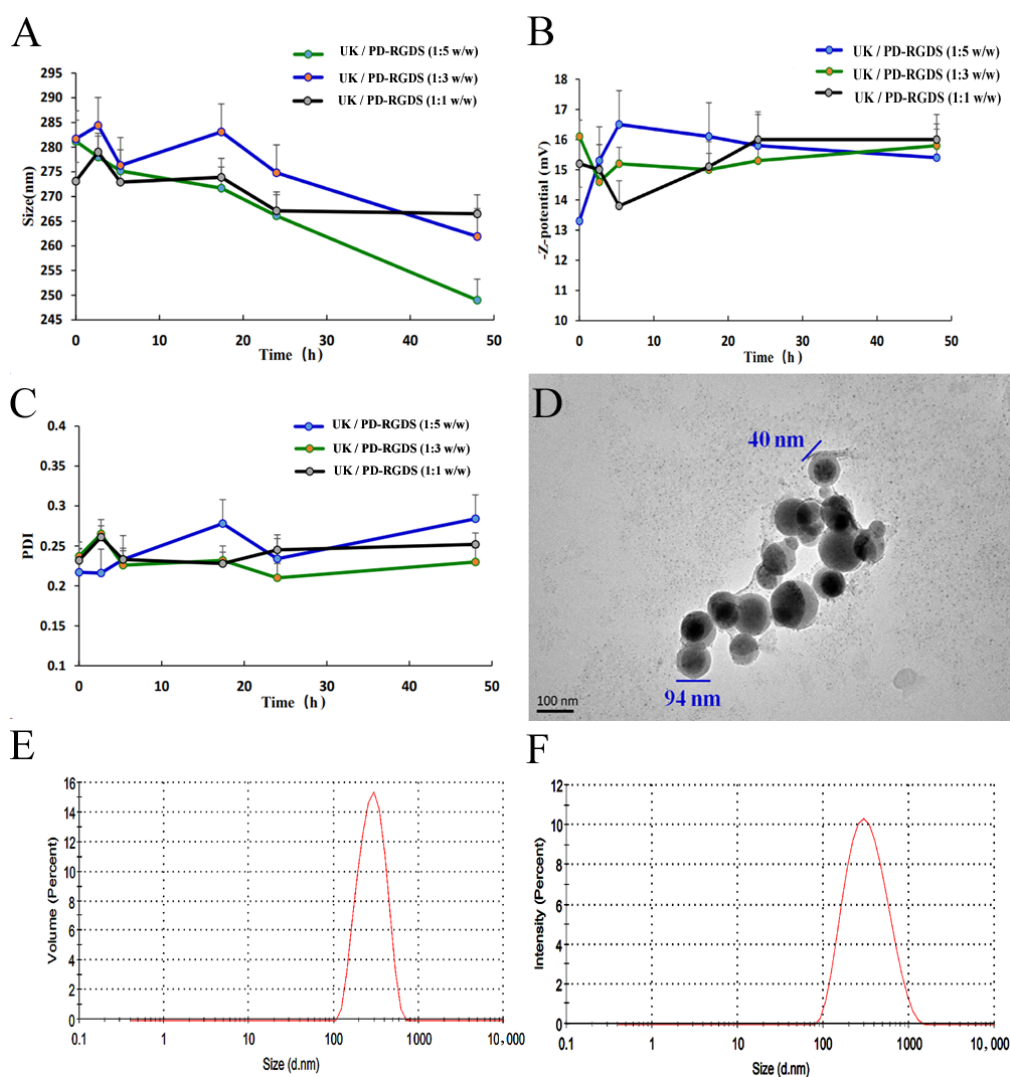 A
UK / PD-RGDS (1:5 w/w)
UK / PD-RGDS (1:3 w/w)
UK / PD-RGDS (1:1 w/w)
295
290
285
280
275
270
265
260
255
250
245
Size(nm)
0
10
20
30
40
50
Time (h)
B
UK / PD-RGDS (1:5 w/w)
UK / PD-RGDS (1:3 w/w)
UK / PD-RGDS (1:1 w/w)
18
17
16
15
14
13
12
11
10
-Z-potential (mV)
0
10
20
30
40
50
Time (h)
C
UK / PD-RGDS (1:5 w/w)
UK / PD-RGDS (1:3 w/w)
UK / PD-RGDS (1:1 w/w)
0.4
0.35
0.3
0.25
0.2
0.15
0.1
PDI
0
10
20
30
40
50
Time (h)
D
40 nm
94 nm
100 nm
E
16
14
12
10
8
6
4
2
0
Volume (Percent)
0.1
1
10
100
1000
10,000
Size (d.nm)
F
12
10
8
6
4
2
0
Intensity (Percent)
0.1
1
10
100
1000
10,000
Size (d.nm)